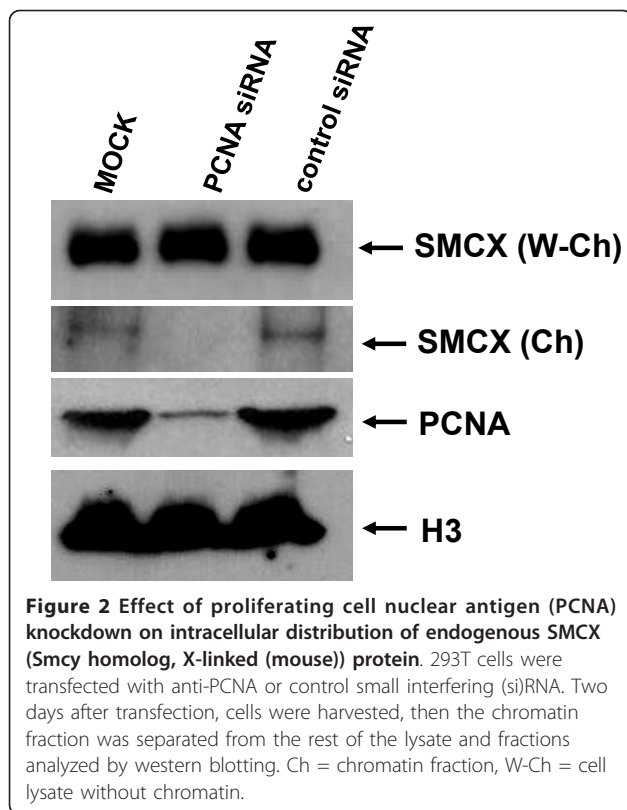 MOCK
PCNA siRNA
control siRNA
SMCX (W-Ch)
SMCX (Ch)
PCNA
H3
Figure 2 Effect of proliferating cell nuclear antigen (PCNA)
knockdown on intracellular distribution of endogenous SMCX
(Smcy homolog, X-linked (mouse)) protein. 293T cells were
transfected with anti-PCNA or control small interfering (si)RNA. Two
days after transfection, cells were harvested, then the chromatin
fraction was separated from the rest of the lysate and fractions
analyzed by western blotting. Ch = chromatin fraction, W-Ch = cell
lysate without chromatin.